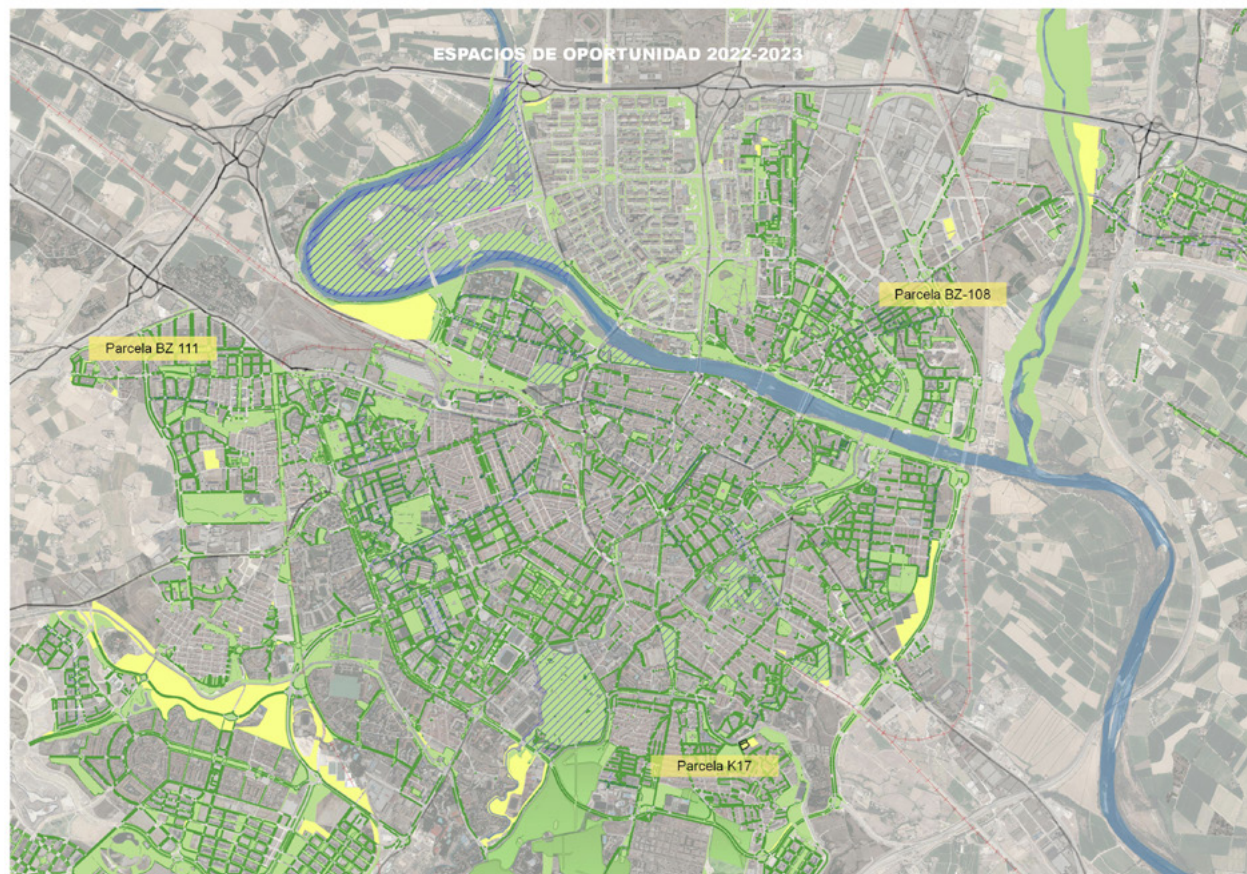 ESPACIOS DE OPORTUNIDAD 2022-2023
Parcela BZ-108
Parcela BZ 111
Parcela K17